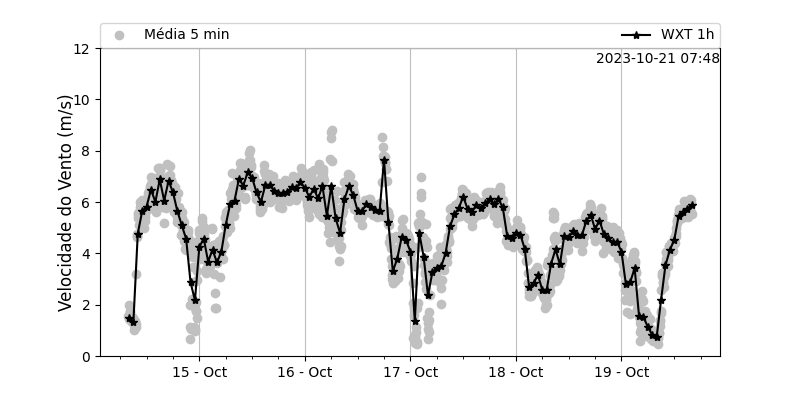 Média 5 min
WXT 1h
2023-10-21 07:48
Velocidade do Vento (m/s)
12
10
8
6
4
2
0
15 - Oct
16 - Oct
17 - Oct
18 - Oct
19 - Oct